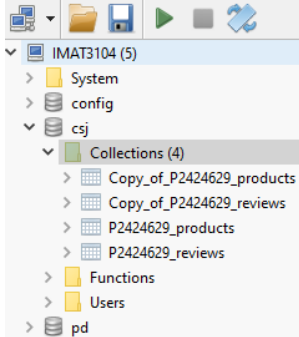 IMAT3104 (5)
System
config
csj
Collections (4)
Copy_of_P2424629_products
Copy_of_P2424629_reviews
P2424629_products
P2424629_reviews
Functions
Users
pd